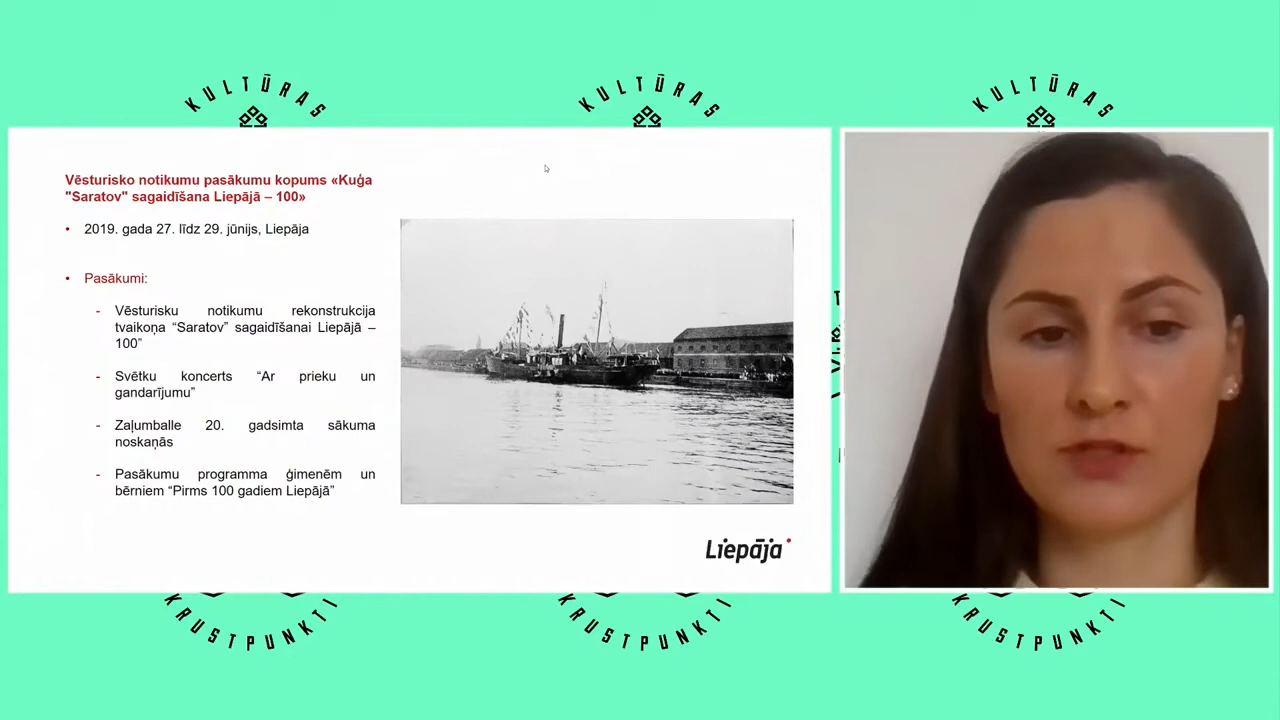 KULTŪRAS
KULTŪRAS
KULTŪRAS
Vēsturisko notikumu pasākumu kopums «Kuģa
"Saratov" sagaidīšana Liepājā – 100»
• 2019. gada 27. līdz 29. jūnijs, Liepāja
• Pasākumi:
- Vēsturisku notikumu rekonstrukcija
tvaikoņa “Saratov” sagaidīšanai Liepājā –
100”
- Svētku koncerts “Ar prieku un
gandarījumu”
- Zaļumballe 20. gadsimta sākuma
noskaņās
- Pasākumu programma ģimenēm un
bērniem “Pirms 100 gadiem Liepājā”
Liepāja
KRUSTPUNKTI
KRUSTPUNKTI
KRUSTPUNKTI